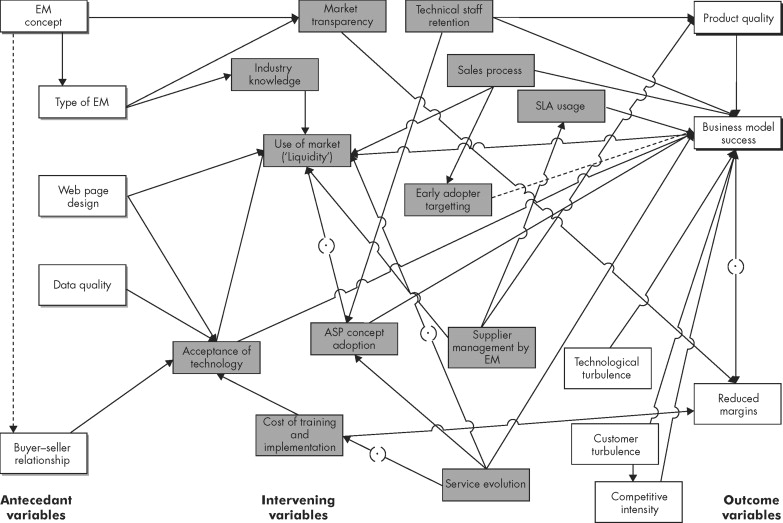 EM
concept
Market
transparency
Technical staff
retention
Product quality
Type of EM
Industry
knowledge
Sales process
SLA usage
Use of market
('Liquidity')
Business model
success
Web page
design
Early adopter
targetting
(-)
(-)
Data quality
Acceptance of
technology
ASP concept
adoption
(-)
Supplier
management by
EM
Technological
turbulence
Reduced
margins
Buyer–seller
relationship
Cost of training
and
implementation
(-)
Customer
turbulence
Service evolution
Competitive
intensity
Antecedant
variables
Intervening
variables
Outcome
variables